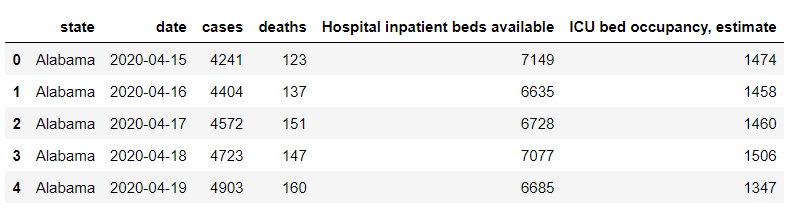 state date cases deaths Hospital inpatient beds available ICU bed occupancy, estimate
0 Alabama 2020-04-15 4241 123 7149 1474
1 Alabama 2020-04-16 4404 137 6635 1458
2 Alabama 2020-04-17 4572 151 6728 1460
3 Alabama 2020-04-18 4723 147 7077 1506
4 Alabama 2020-04-19 4903 160 6685 1347